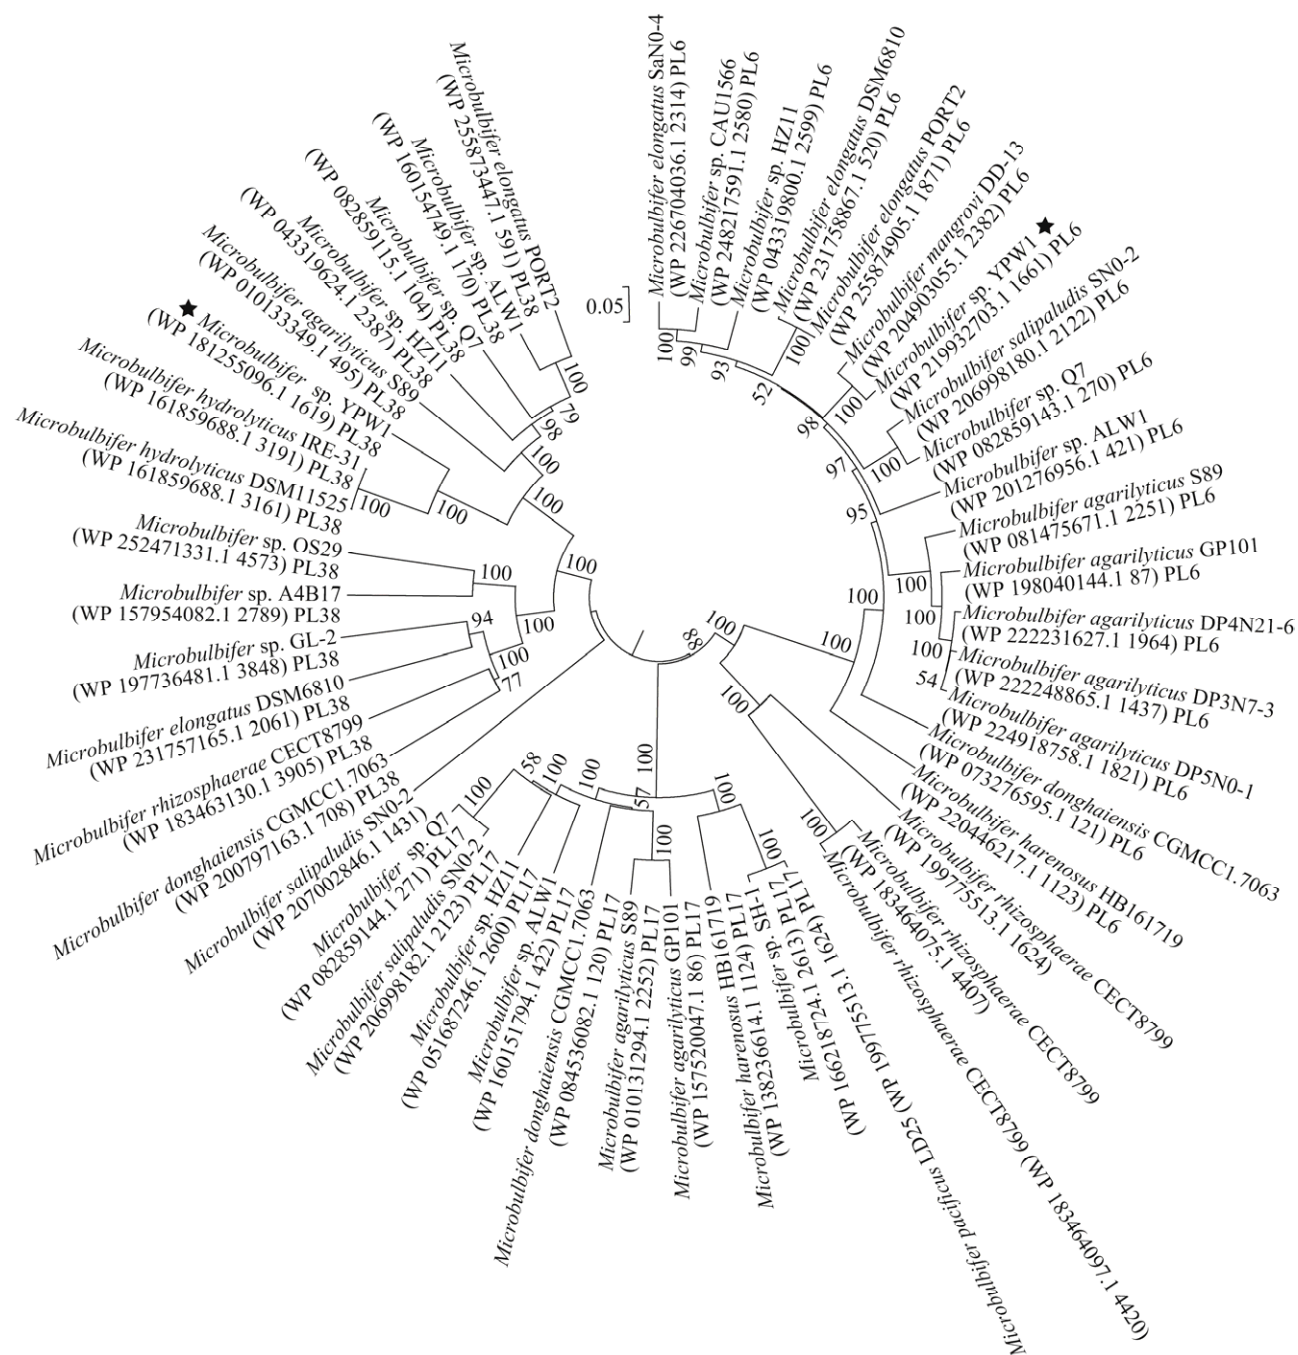 Microbulbifer elongatus SaN0-4
(WP 226704036.1 2314) PL6
Microbulbifer sp. CAU1566
(WP 248217591.1 2580) PL6
Microbulbifer sp. HZ11
(WP 043319800.1 2599) PL6
Microbulbifer elongatus DSM6810
(WP 231758867.1 520) PL6
Microbulbifer elongatus PORT2
(WP 255874905.1 1871) PL6
Microbulbifer mangrovi DD-13
(WP 204903055.1 2382) PL6
Microbulbifer sp. YPW1 ★
(WP 219932703.1 1661) PL6
Microbulbifer salipaludis SN0-2
(WP 206998180.1 2122) PL6
Microbulbifer sp. Q7
(WP 082859143.1 270) PL6
Microbulbifer sp. ALW1
(WP 201276956.1 421) PL6
Microbulbifer agarilyticus S89
(WP 081475671.1 2251) PL6
Microbulbifer agarilyticus GP101
(WP 198040144.1 87) PL6
Microbulbifer agarilyticus DP4N21-6
(WP 222231627.1 1964) PL6
Microbulbifer agarilyticus DP3N7-3
(WP 222248865.1 1437) PL6
Microbulbifer agarilyticus DP5N0-1
(WP 224918758.1 1821) PL6
Microbulbifer donghaiensis CGMCC1.7063
(WP 073276595.1 121) PL6
Microbulbifer harenosus HB161719
(WP 220446217.1 1123) PL6
Microbulbifer rhizosphaerae CECT8799
(WP 199775513.1 1624)
Microbulbifer rhizosphaerae CECT8799
(WP 183464075.1 4407)
Microbulbifer rhizosphaerae CECT8799 (WP 183464097.1 4420)
Microbulbifer pacificus LD25 (WP 199775513.1 1624) PL17
Microbulbifer sp. SH-1
(WP 166218724.1 2613) PL17
Microbulbifer harenosus HB161719
(WP 138236614.1 1124) PL17
Microbulbifer agarilyticus GP101
(WP 157520047.1 86) PL17
Microbulbifer agarilyticus S89
(WP 010131294.1 2252) PL17
Microbulbifer donghaiensis CGMCC1.7063
(WP 084536082.1 120) PL17
Microbulbifer sp. ALW1
(WP 160151794.1 422) PL17
Microbulbifer sp. HZ11
(WP 051687246.1 2600) PL17
Microbulbifer salipaludis SN0-2
(WP 206998182.1 2123) PL17
Microbulbifer sp. Q7
(WP 082859144.1 271) PL17
Microbulbifer salipaludis SN0-2
(WP 207002846.1 1431)
Microbulbifer donghaiensis CGMCC1.7063
(WP 200797163.1 708) PL38
Microbulbifer rhizosphaerae CECT8799
(WP 183463130.1 3905) PL38
Microbulbifer elongatus DSM6810
(WP 231757165.1 2061) PL38
Microbulbifer sp. GL-2
(WP 197736481.1 3848) PL38
Microbulbifer sp. A4B17
(WP 157954082.1 2789) PL38
Microbulbifer sp. OS29
(WP 252471331.1 4573) PL38
Microbulbifer hydrolyticus DSM11525
(WP 161859688.1 3161) PL38
Microbulbifer hydrolyticus IRE-31
(WP 161859688.1 3191) PL38
★ Microbulbifer sp. YPW1
(WP 181255096.1 1619) PL38
Microbulbifer agarilyticus S89
(WP 010133349.1 495) PL38
Microbulbifer sp. HZ11
(WP 043319624.1 2387) PL38
Microbulbifer sp. Q7
(WP 082859115.1 104) PL38
Microbulbifer sp. ALW1
(WP 160154749.1 170) PL38
Microbulbifer elongatus PORT2
(WP 255873447.1 591) PL38
0.05
100
99
93
100
52
100
98
100
97
95
100
100
100
54
100
100
100
88
100
100
100
100
100
57
100
100
100
58
100
77
100
94
100
100
100
100
100
100
100
98
79
100